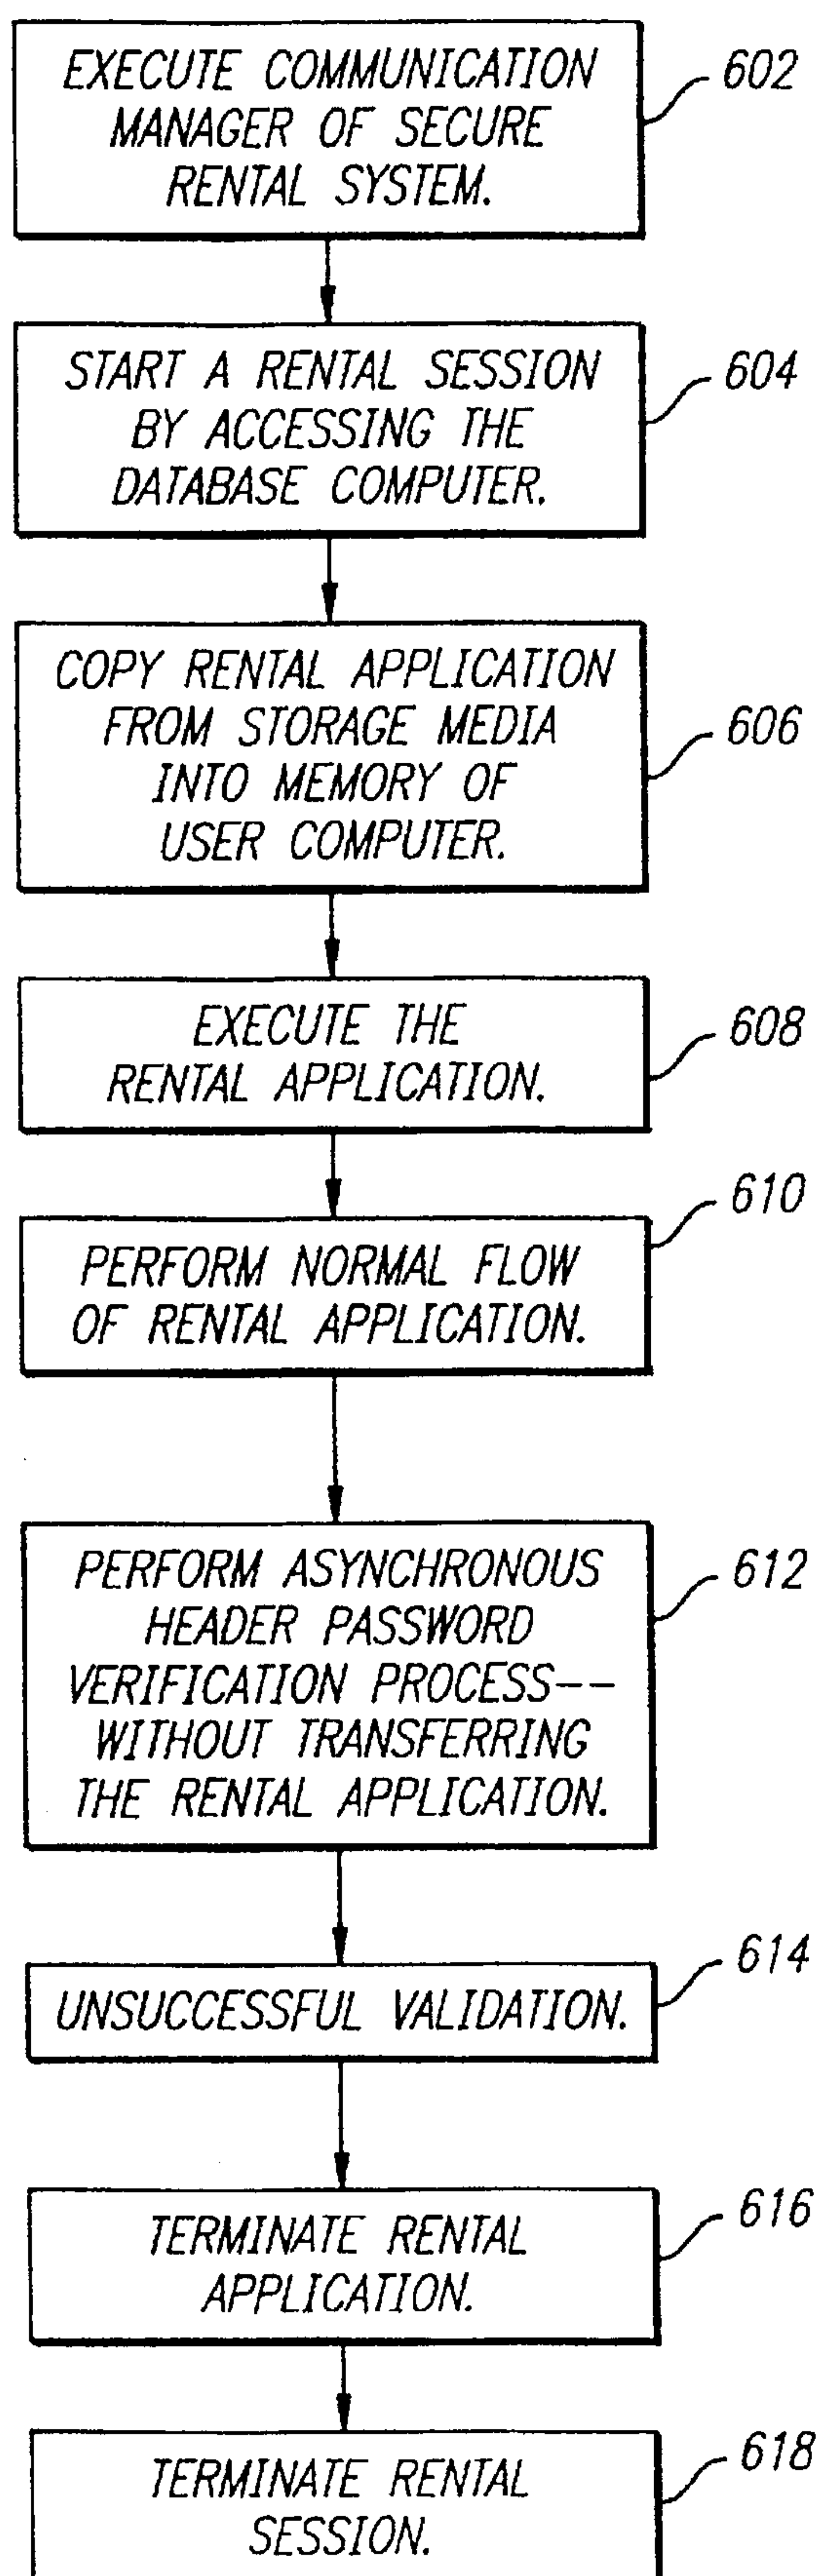 EXECUTE COMMUNICATION
MANAGER OF SECURE
RENTAL SYSTEM.
602
START A RENTAL SESSION
BY ACCESSING THE
DATABASE COMPUTER.
604
COPY RENTAL APPLICATION
FROM STORAGE MEDIA
INTO MEMORY OF
USER COMPUTER.
606
EXECUTE THE
RENTAL APPLICATION.
608
PERFORM NORMAL FLOW
OF RENTAL APPLICATION.
610
PERFORM ASYNCHRONOUS
HEADER PASSWORD
VERIFICATION PROCESS--
WITHOUT TRANSFERRING
THE RENTAL APPLICATION.
612
UNSUCCESSFUL VALIDATION.
614
TERMINATE RENTAL
APPLICATION.
616
TERMINATE RENTAL
SESSION.
618